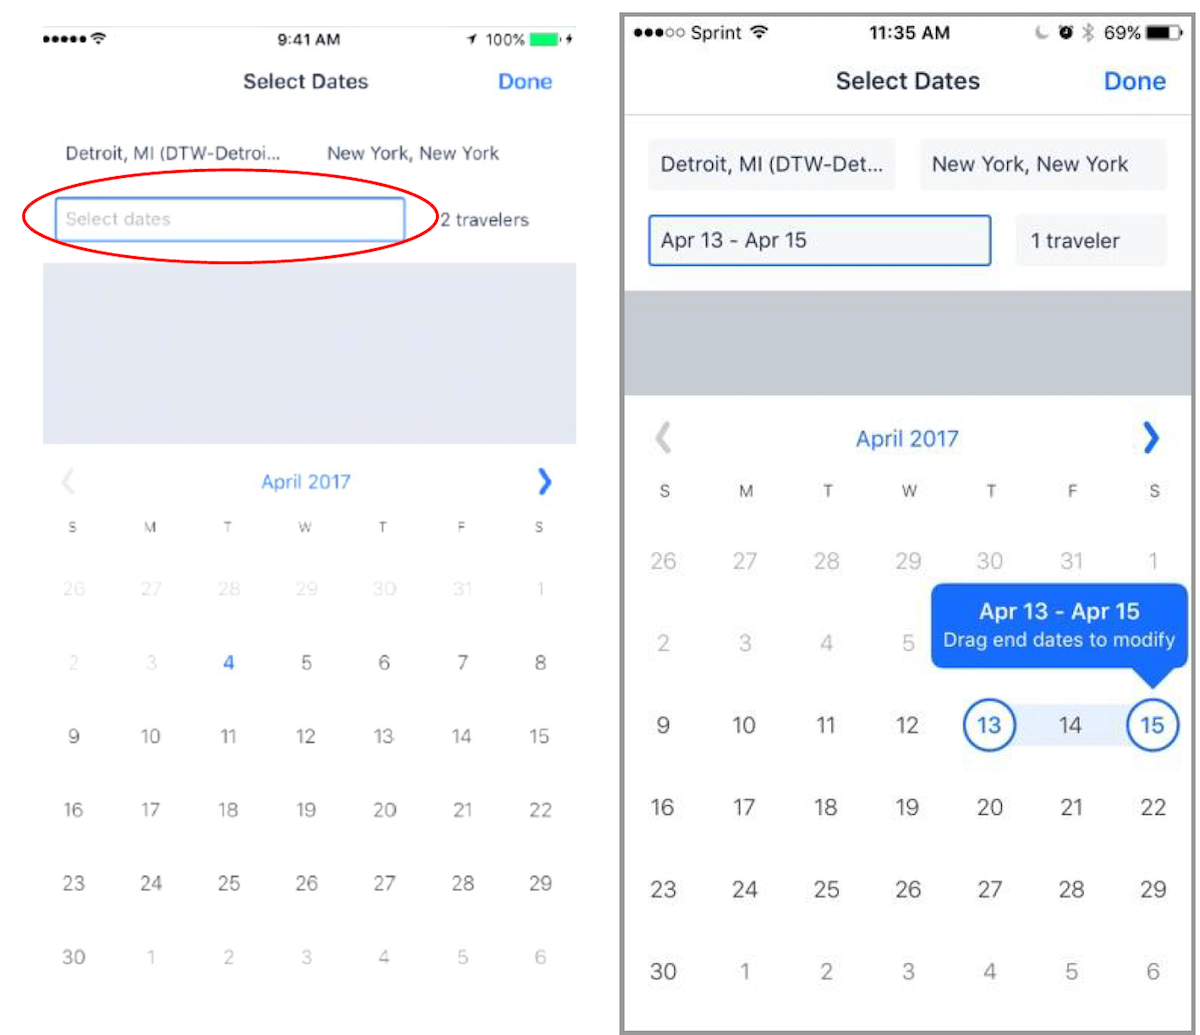 9:41 AM 100%
Select Dates Done
Detroit, MI (DTW-Detroi... New York, New York
Select dates 2 travelers
April 2017
S M T W T F S
26 27 28 29 30 31 1
2 3 4 5 6 7 8
9 10 11 12 13 14 15
16 17 18 19 20 21 22
23 24 25 26 27 28 29
30 1 2 3 4 5 6
Sprint 11:35 AM 69%
Select Dates Done
Detroit, MI (DTW-Det... New York, New York
Apr 13 - Apr 15 1 traveler
April 2017
S M T W T F S
26 27 28 29 30 31 1
Apr 13 - Apr 15
2 3 4 5 Drag end dates to modify
9 10 11 12 13 14 15
16 17 18 19 20 21 22
23 24 25 26 27 28 29
30 1 2 3 4 5 6